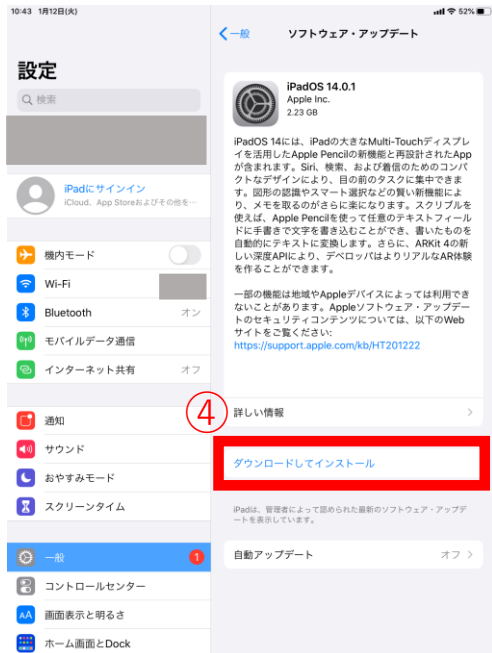 10:43 1月12日(火)
52%
設定
検索
iPadにサインイン
iCloud、App Storeおよびその他を…
機内モード
Wi-Fi
Bluetooth オン
モバイルデータ通信
インターネット共有 オフ
通知
サウンド
おやすみモード
スクリーンタイム
一般 1
コントロールセンター
画面表示と明るさ
AA
ホーム画面とDock
一般 ソフトウェア・アップデート
iPadOS 14.0.1
Apple Inc.
2.23 GB
iPadOS 14には、iPadの大きなMulti-Touchディスプレ
イを活用したApple Pencilの新機能と再設計されたApp
が含まれます。Siri、検索、および着信のためのコンパ
クトなデザインにより、目の前のタスクに集中できま
す。図形の認識やスマート選択などの賢い新機能によ
り、メモを取るのがさらに楽になります。スクリブルを
使えば、Apple Pencilを使って任意のテキストフィール
ドに手書きで文字を書き込むことができ、書いたものを
自動的にテキストに変換します。さらに、ARKit 4の新
しい深度APIにより、デベロッパはよりリアルなAR体験
を作ることができます。
一部の機能は地域やAppleデバイスによっては利用でき
ないことがあります。Appleソフトウェア・アップデー
トのセキュリティコンテンツについては、以下のWeb
サイトをご覧ください:
https://support.apple.com/kb/HT201222
④
詳しい情報
ダウンロードしてインストール
iPadは、管理者によって認められた最新のソフトウェア・アップデ
ートを表示しています。
自動アップデート オフ